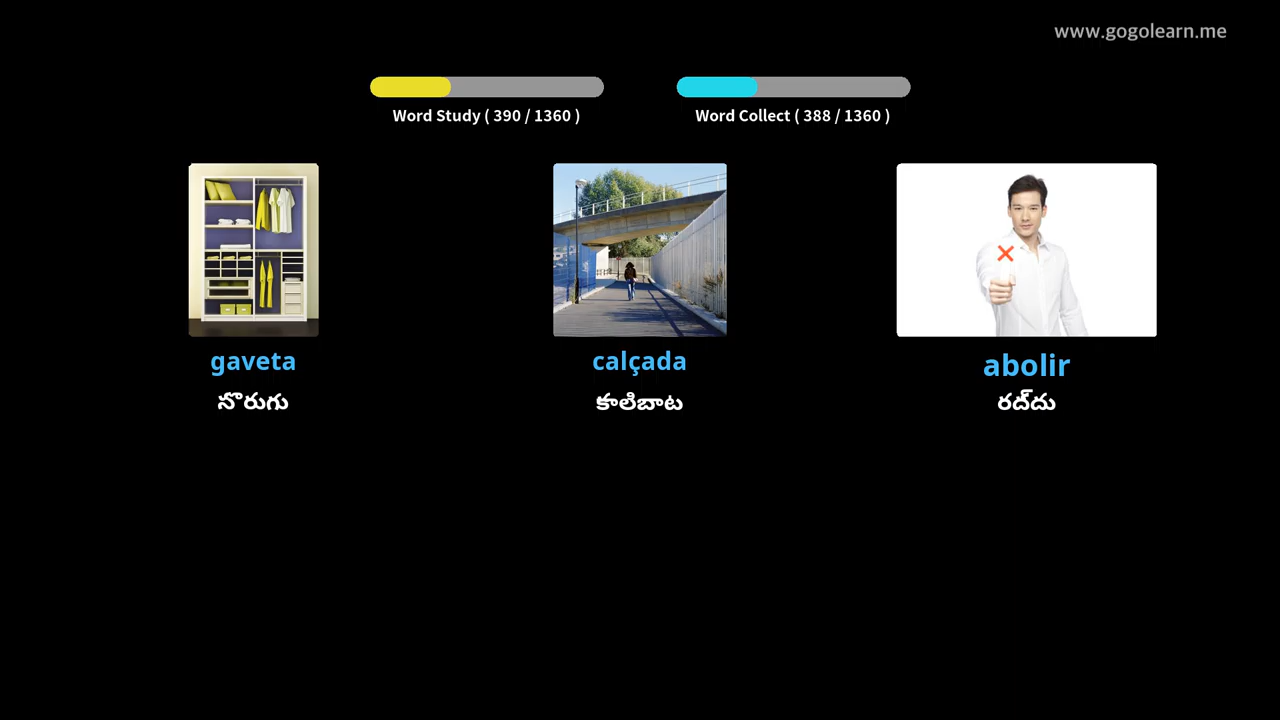 www.gogolearn.me
Word Study ( 390 / 1360 )
Word Collect ( 388 / 1360 )
gaveta
calçada
abolir
సొరుగు
కాలిబాట
రద్దు